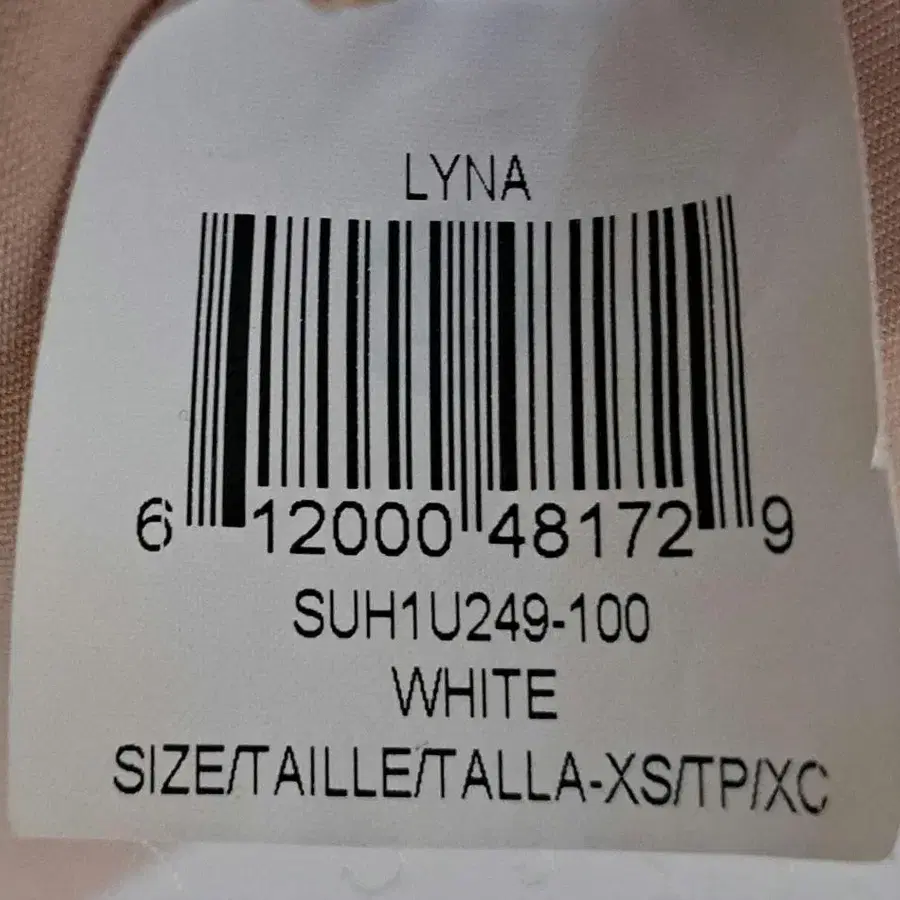 LYNA
6 12000 48172 9
SUH1U249-100
WHITE
SIZE/TAILLE/TALLA-XS/TP/XC